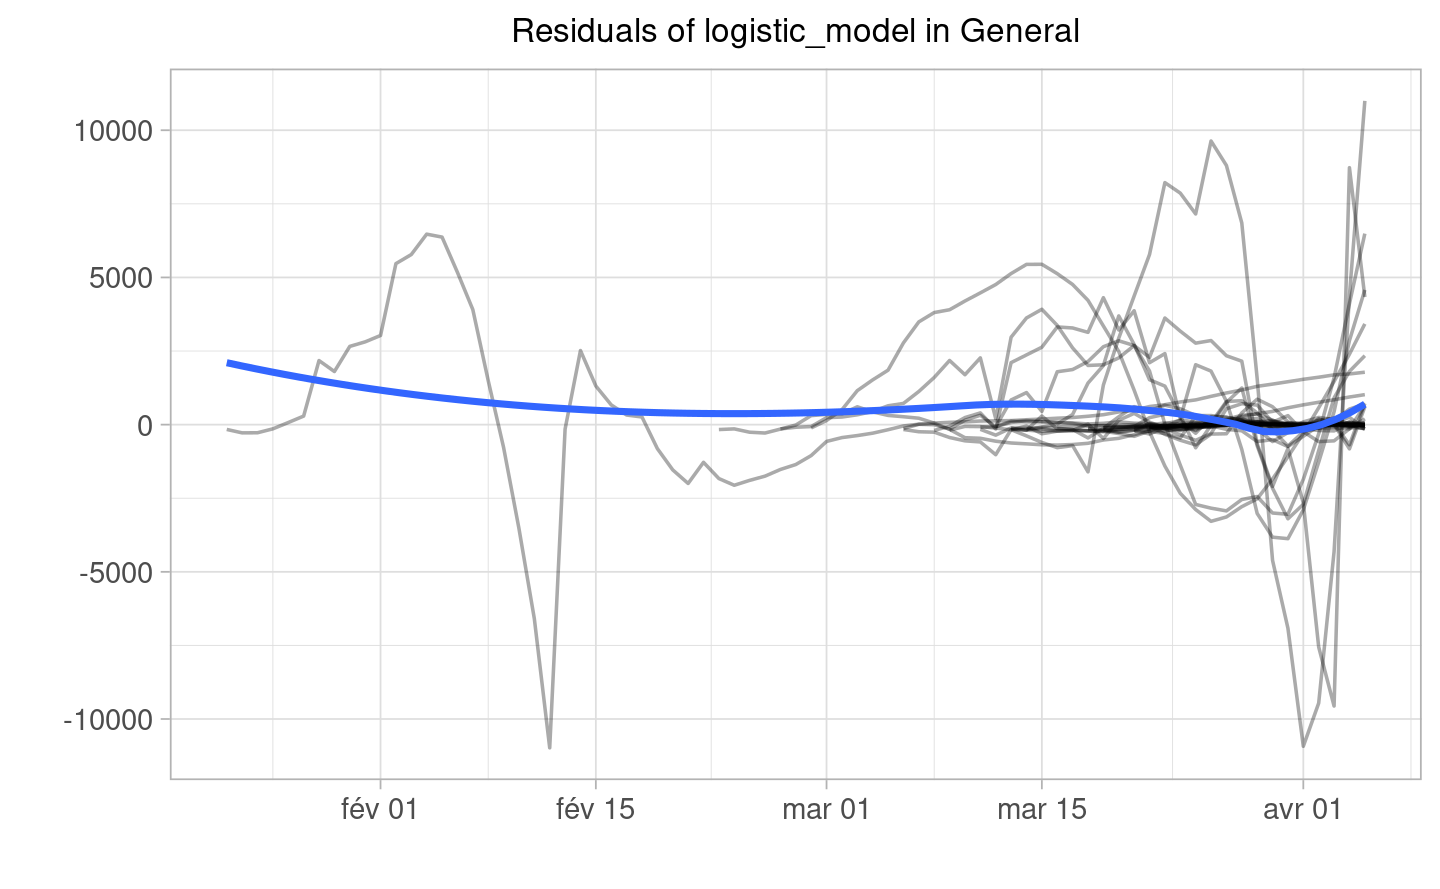 Residuals of logistic_model in General
10000
5000
0
-5000
-10000
fév 01
fév 15
mar 01
mar 15
avr 01